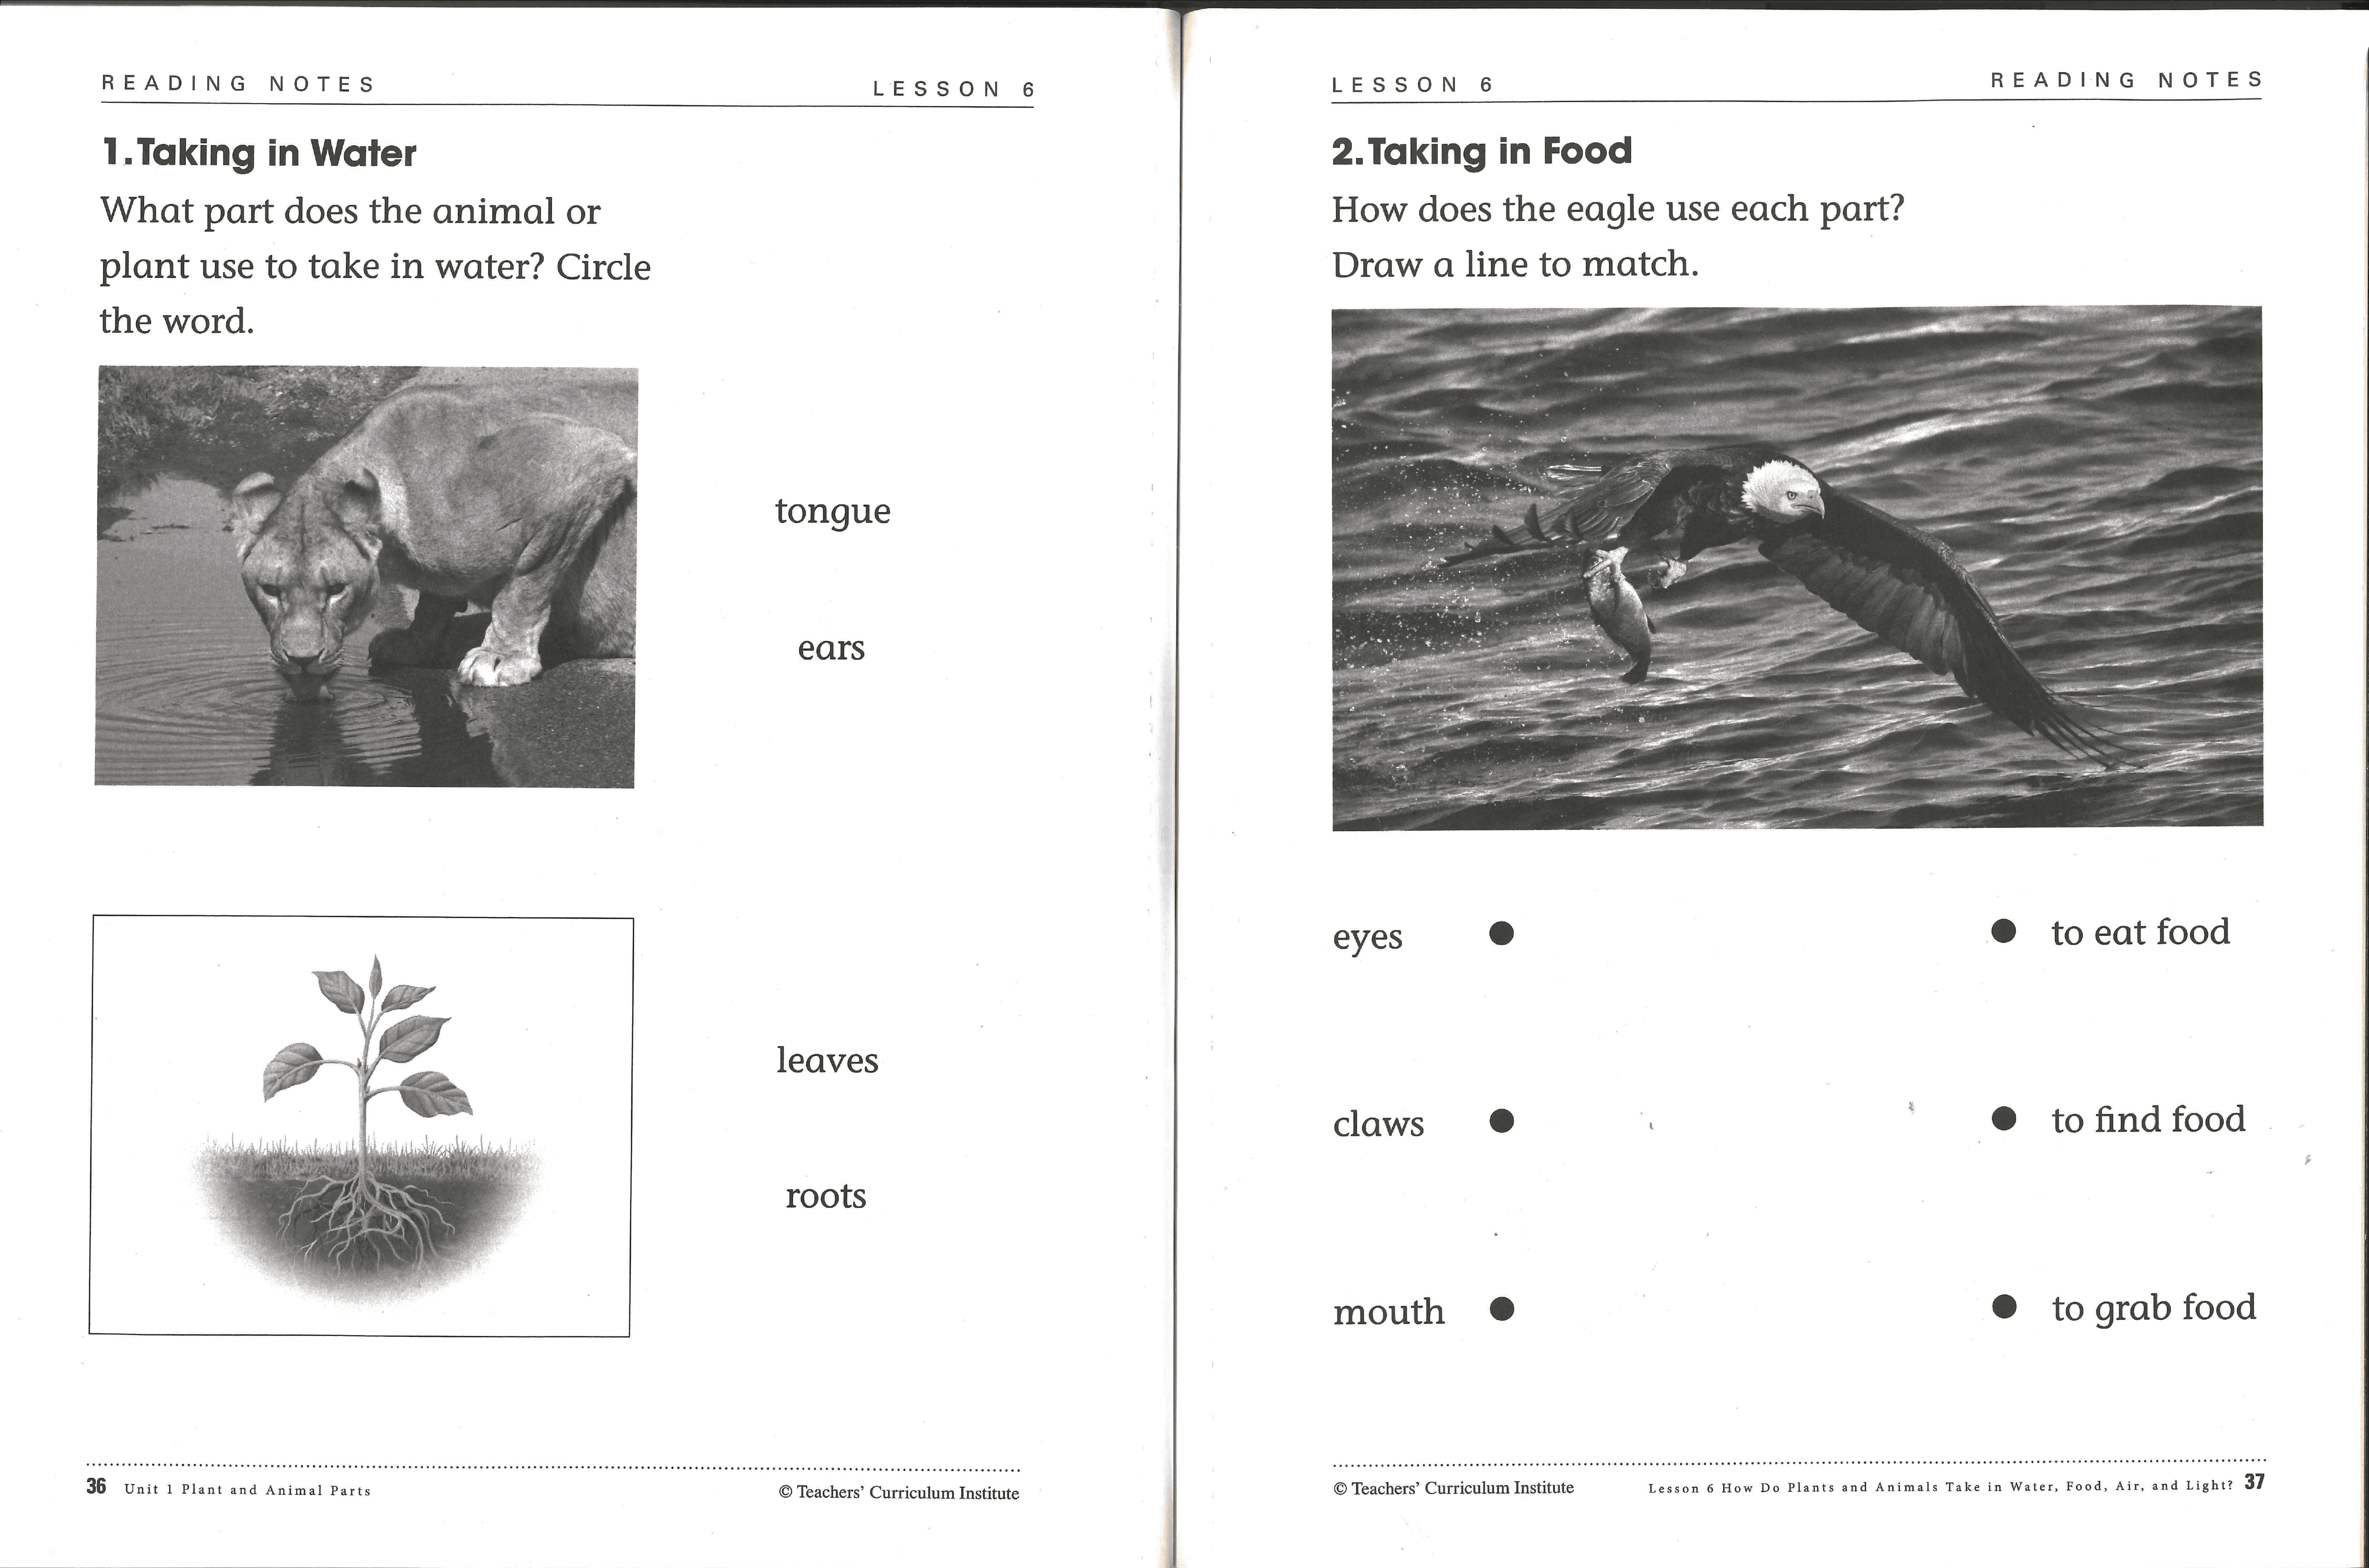 READING NOTES
LESSON 6
1. Taking in Water
What part does the animal or
plant use to take in water? Circle
the word.
tongue
ears
leaves
roots
36 Unit 1 Plant and Animal Parts
© Teachers' Curriculum Institute
LESSON 6
READING NOTES
2. Taking in Food
How does the eagle use each part?
Draw a line to match.
eyes
to eat food
claws
to find food
mouth
to grab food
© Teachers' Curriculum Institute
Lesson 6 How Do Plants and Animals Take in Water, Food, Air, and Light? 37